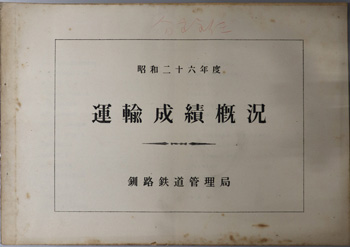 昭和二十六年度。
運輸成績概況
釧路鉄道管理局